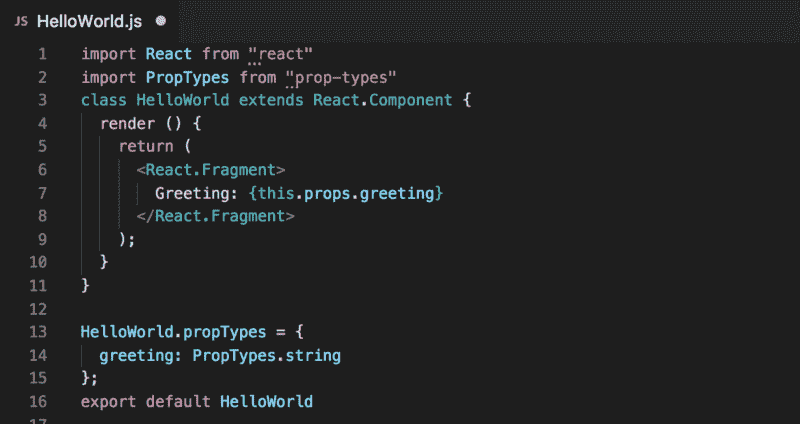 JS HelloWorld.js
1 import React from "react"
2 import PropTypes from "prop-types"
3 class HelloWorld extends React.Component {
4 render () {
5 return (
6 <React.Fragment>
7 Greeting: {this.props.greeting}
8 </React.Fragment>
9 );
10 }
11 }
12
13 HelloWorld.propTypes = {
14 greeting: PropTypes.string
15 };
16 export default HelloWorld
17